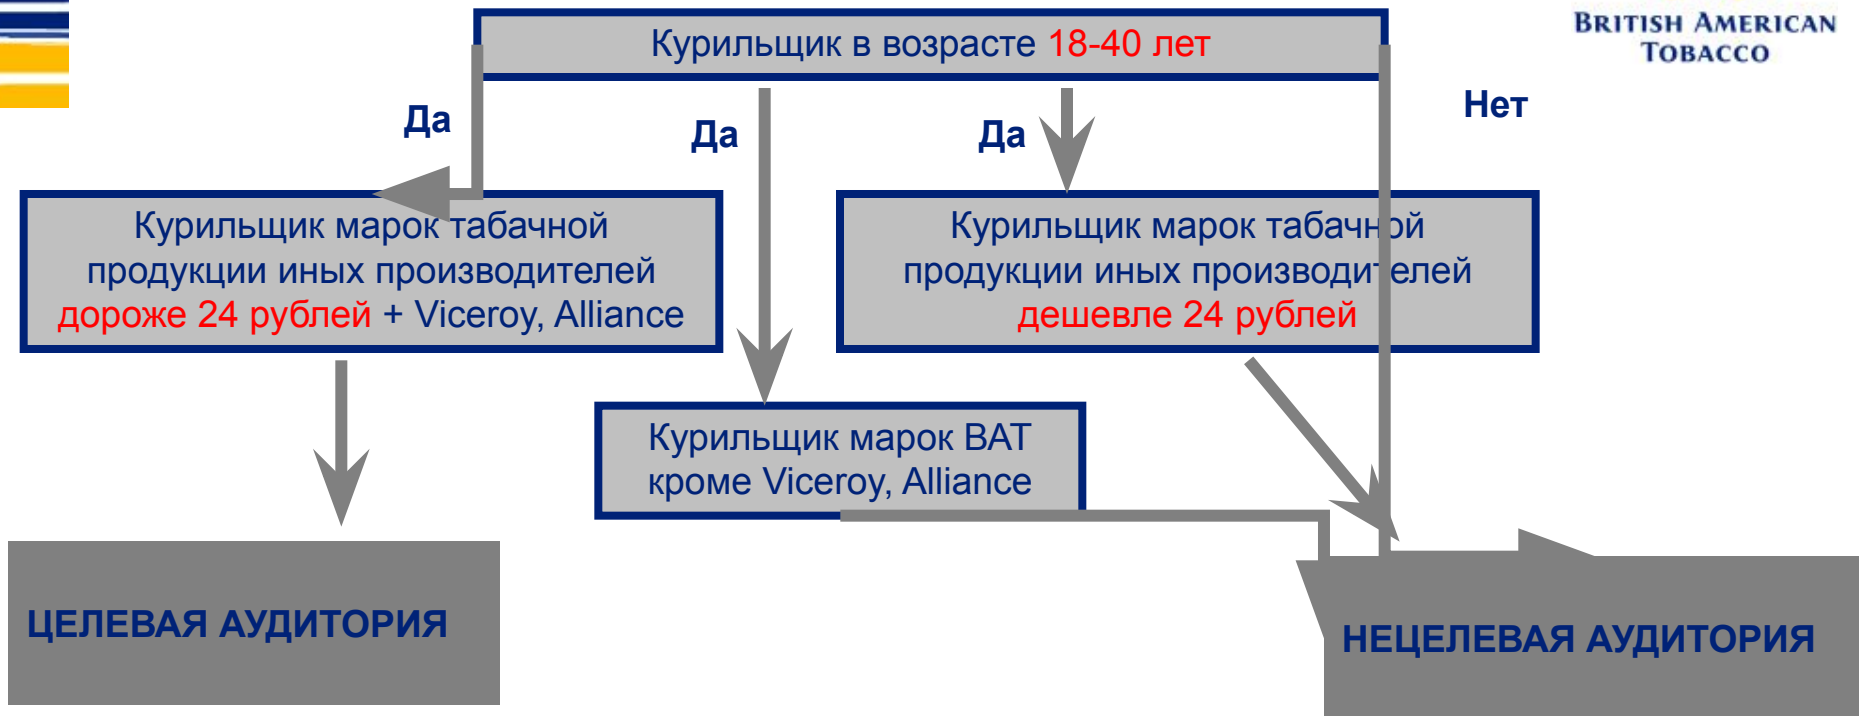 BRITISH AMERICAN
TOBACCO
Курильщик в возрасте 18-40 лет
Да
Да
Да
Нет
Курильщик марок табачной
продукции иных производителей
дороже 24 рублей + Viceroy, Alliance
Курильщик марок табачной
продукции иных производителей
дешевле 24 рублей
Курильщик марок ВАТ
кроме Viceroy, Alliance
ЦЕЛЕВАЯ АУДИТОРИЯ
НЕЦЕЛЕВАЯ АУДИТОРИЯ